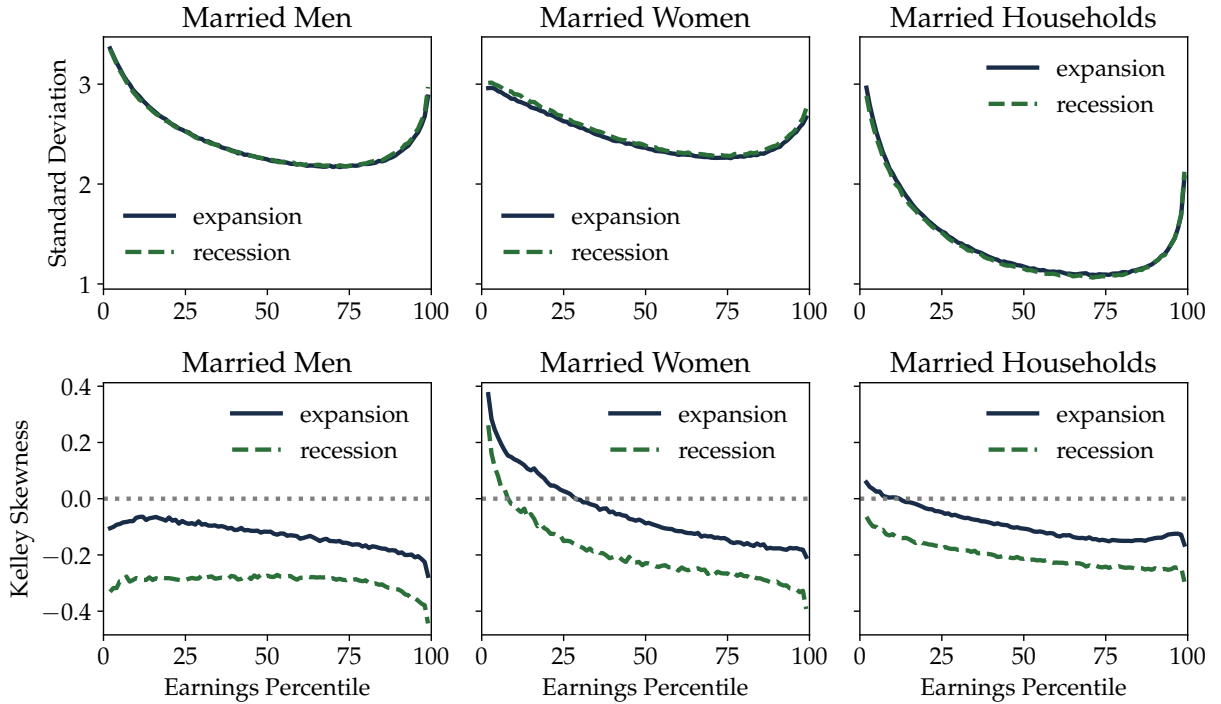 Married Men
Married Women
Married Households
Standard Deviation
3
2
1
expansion
recession
expansion
recession
expansion
recession
0 25 50 75 100
0 25 50 75 100
0 25 50 75 100
Married Men
Married Women
Married Households
Kelley Skewness
0.4
0.2
0.0
−0.2
−0.4
expansion
recession
expansion
recession
expansion
recession
0 25 50 75 100
0 25 50 75 100
0 25 50 75 100
Earnings Percentile
Earnings Percentile
Earnings Percentile